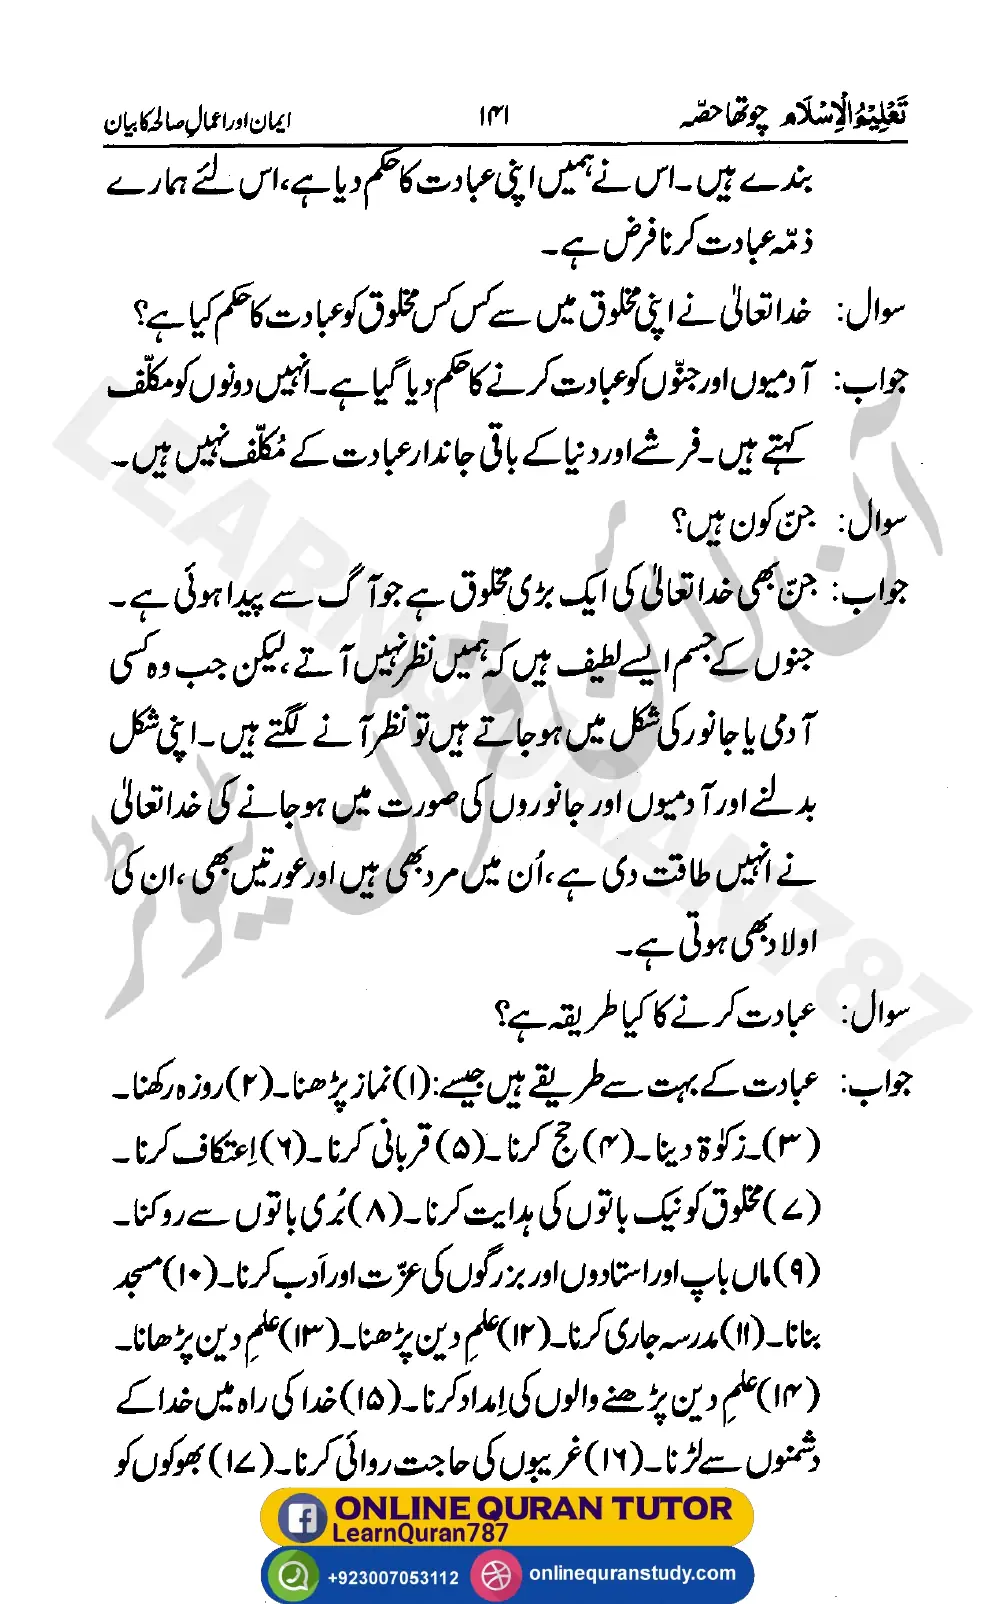 تَعْلِيْمُ الْاِسْلَام چوتھا حصّہ ۱۴۱ ایمان اور اعمالِ صالحہ کا بیان
بندے ہیں۔ اس نے ہمیں اپنی عبادت کا حکم دیا ہے، اس لئے ہمارے
ذمّہ عبادت کرنا فرض ہے۔
سوال: خدا تعالیٰ نے اپنی مخلوق میں سے کس کس مخلوق کو عبادت کا حکم کیا ہے؟
جواب: آدمیوں اور جنّوں کو عبادت کرنے کا حکم دیا گیا ہے۔ انہیں دونوں کو مکلّف
کہتے ہیں۔ فرشتے اور دنیا کے باقی جاندار عبادت کے مُکلّف نہیں ہیں۔
سوال: جنّ کون ہیں؟
جواب: جنّ بھی خدا تعالیٰ کی ایک بڑی مخلوق ہے جو آگ سے پیدا ہوئی ہے۔
جنوں کے جسم ایسے لطیف ہیں کہ ہمیں نظر نہیں آتے، لیکن جب وہ کسی
آدمی یا جانور کی شکل میں ہو جاتے ہیں تو نظر آنے لگتے ہیں۔ اپنی شکل
بدلنے اور آدمیوں اور جانوروں کی صورت میں ہو جانے کی خدا تعالیٰ
نے انہیں طاقت دی ہے، اُن میں مرد بھی ہیں اور عورتیں بھی، ان کی
اولاد بھی ہوتی ہے۔
سوال: عبادت کرنے کا کیا طریقہ ہے؟
جواب: عبادت کے بہت سے طریقے ہیں جیسے: (۱) نماز پڑھنا۔ (۲) روزہ رکھنا۔
(۳)۔ زکوٰۃ دینا۔ (۴) حج کرنا۔ (۵) قربانی کرنا۔ (۶) اِعتکاف کرنا۔
(۷) مخلوق کو نیک باتوں کی ہدایت کرنا۔ (۸) بُری باتوں سے روکنا۔
(۹) ماں باپ اور استادوں اور بزرگوں کی عزّت اور اَدب کرنا۔ (۱۰) مسجد
بنانا۔ (۱۱) مدرسہ جاری کرنا۔ (۱۲) علمِ دین پڑھنا۔ (۱۳) علمِ دین پڑھانا۔
(۱۴) علمِ دین پڑھنے والوں کی اِمداد کرنا۔ (۱۵) خدا کی راہ میں خدا کے
دشمنوں سے لڑنا۔ (۱۶) غریبوں کی حاجت روائی کرنا۔ (۱۷) بھوکوں کو
آن لائن قرآن ٹیوٹر
LEARNQURAN787
ONLINE QURAN TUTOR
LearnQuran787
+923007053112 onlinequranstudy.com